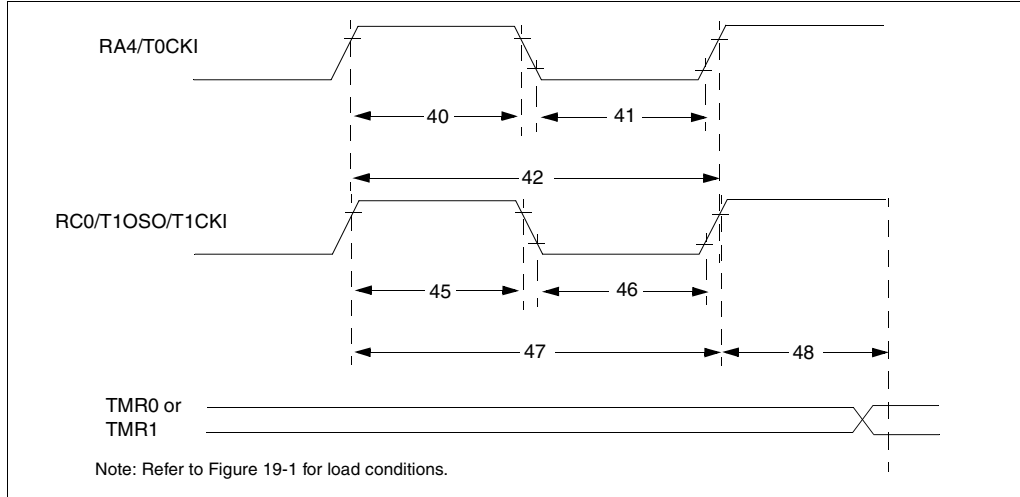 RA4/T0CKI
40
41
42
RC0/T1OSO/T1CKI
45
46
47
48
TMR0 or
TMR1
Note: Refer to Figure 19-1 for load conditions.